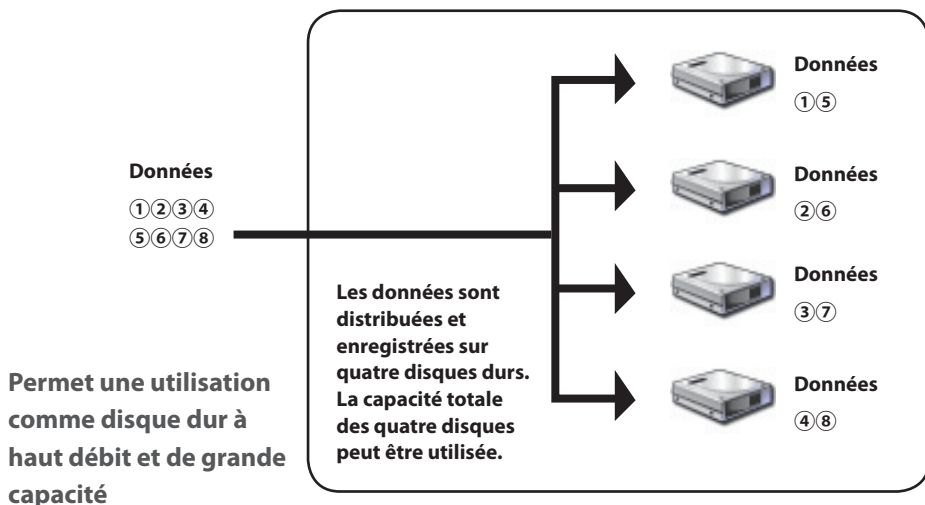 Données
①②③④
⑤⑥⑦⑧
Permet une utilisation
comme disque dur à
haut débit et de grande
capacité
Les données sont
distribuées et
enregistrées sur
quatre disques durs.
La capacité totale
des quatre disques
peut être utilisée.
Données
①⑤
Données
②⑥
Données
③⑦
Données
④⑧